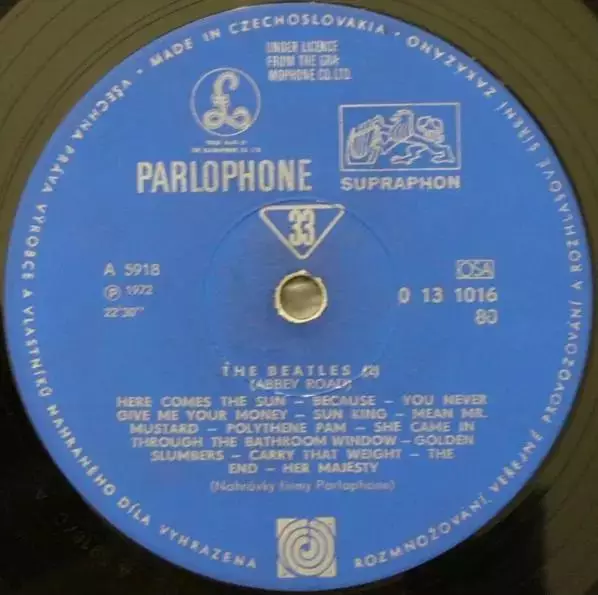 VŠECHNA PRÁVA VÝROBCE A VLASTNÍKŮ NAHRANÉHO DÍLA VYHRAZENA
ROZMNOŽOVÁNÍ, VEŘEJNÉ PROVOZOVÁNÍ A ROZHLASOVÉ ŠÍŘENÍ ZAKÁZÁNO
• MADE IN CZECHOSLOVAKIA •
UNDER LICENCE
FROM THE GRA-
MOPHONE CO. LTD.
PARLOPHONE
SUPRAPHON
33
A 5918
Ⓟ 1972
22'30"
OSA
0 13 1016
80
THE BEATLES (2)
(ABBEY ROAD)
HERE COMES THE SUN – BECAUSE – YOU NEVER
GIVE ME YOUR MONEY – SUN KING – MEAN MR.
MUSTARD – POLYTHENE PAM – SHE CAME IN
THROUGH THE BATHROOM WINDOW – GOLDEN
SLUMBERS – CARRY THAT WEIGHT – THE
END – HER MAJESTY
(Nahrávky firmy Parlophone)